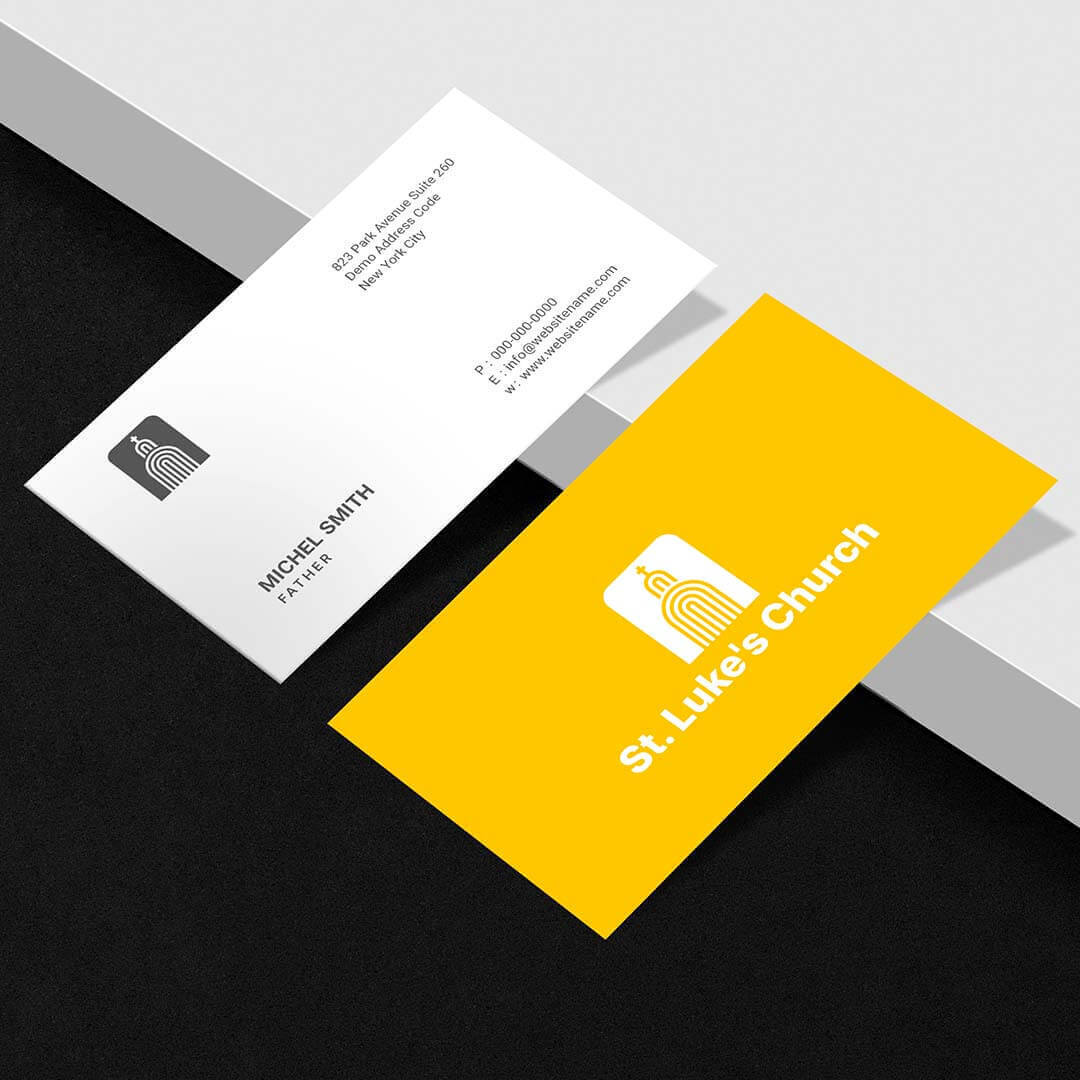 823 Park Avenue Suite 260
Demo Address Code
New York City
P : 000-000-0000
E : info@websitename.com
w : www.websitename.com
MICHEL SMITH
FATHER
St. Luke's Church